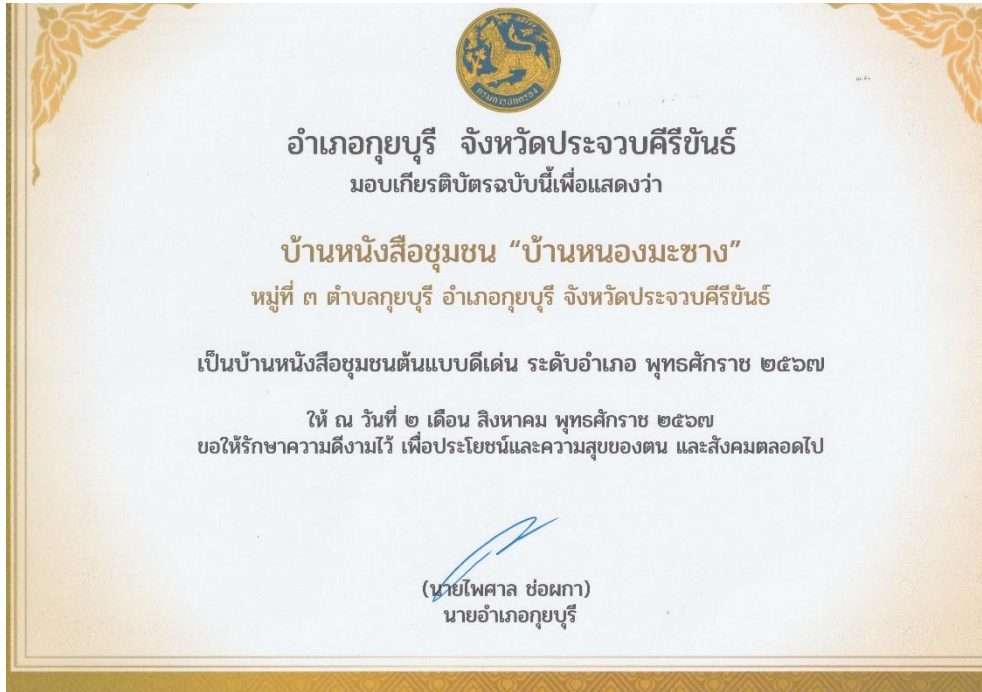 กรมการปกครอง
อำเภอกุยบุรี จังหวัดประจวบคีรีขันธ์
มอบเกียรติบัตรฉบับนี้เพื่อแสดงว่า
บ้านหนังสือชุมชน “บ้านหนองมะซาง”
หมู่ที่ ๓ ตำบลกุยบุรี อำเภอกุยบุรี จังหวัดประจวบคีรีขันธ์
เป็นบ้านหนังสือชุมชนต้นแบบดีเด่น ระดับอำเภอ พุทธศักราช ๒๕๖๗
ให้ ณ วันที่ ๒ เดือน สิงหาคม พุทธศักราช ๒๕๖๗
ขอให้รักษาความดีงามไว้ เพื่อประโยชน์และความสุขของตน และสังคมตลอดไป
(นายไพศาล ช่อผกา)
นายอำเภอกุยบุรี